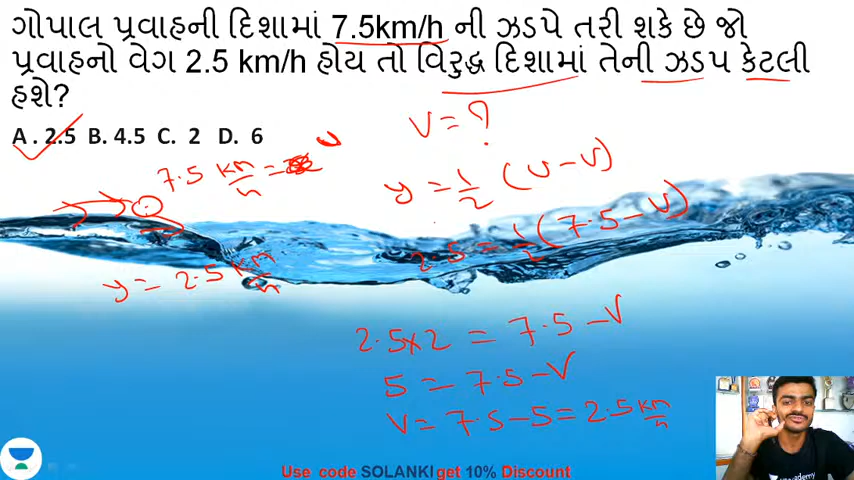 ગોપાલ પ્રવાહની દિશામાં 7.5km/h ની ઝડપે તરી શકે છે જો
પ્રવાહનો વેગ 2.5 km/h હોય તો વિરુદ્ધ દિશામાં તેની ઝડપ કેટલી
હશે?
A . 2.5 B. 4.5 C. 2 D. 6
V = ?
7.5 km/h = u
y = 1/2 (u - v)
2.5 = 1/2 (7.5 - v)
y = 2.5 km/h
2.5 x 2 = 7.5 - v
5 = 7.5 - v
v = 7.5 - 5 = 2.5 km/h
Use code SOLANKI get 10% Discount